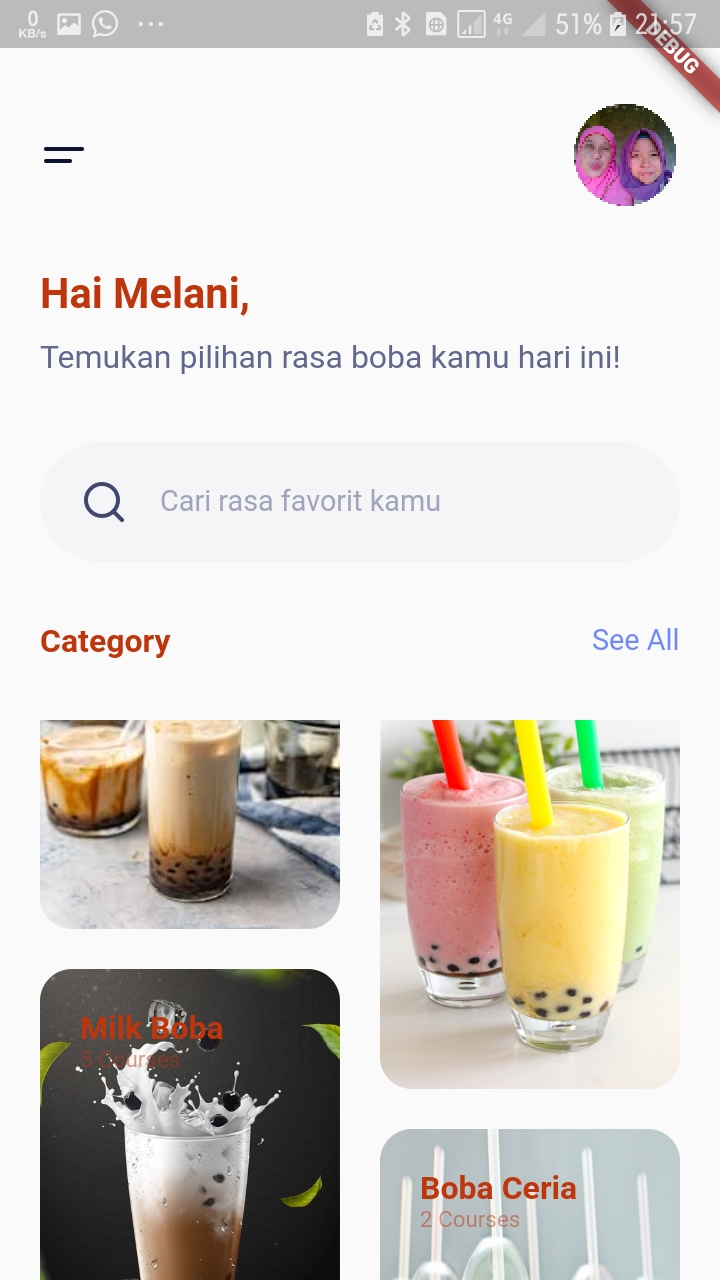 0
KB/s
4G
51%
21:57
DEBUG
Hai Melani,
Temukan pilihan rasa boba kamu hari ini!
Cari rasa favorit kamu
Category
See All
Milk Boba
5 Courses
Boba Ceria
2 Courses